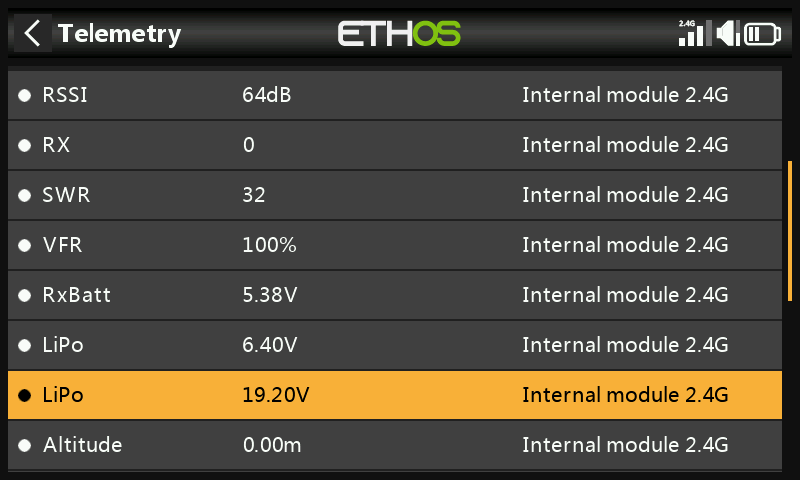 Telemetry ETHOS 2.4G
RSSI 64dB Internal module 2.4G
RX 0 Internal module 2.4G
SWR 32 Internal module 2.4G
VFR 100% Internal module 2.4G
RxBatt 5.38V Internal module 2.4G
LiPo 6.40V Internal module 2.4G
LiPo 19.20V Internal module 2.4G
Altitude 0.00m Internal module 2.4G